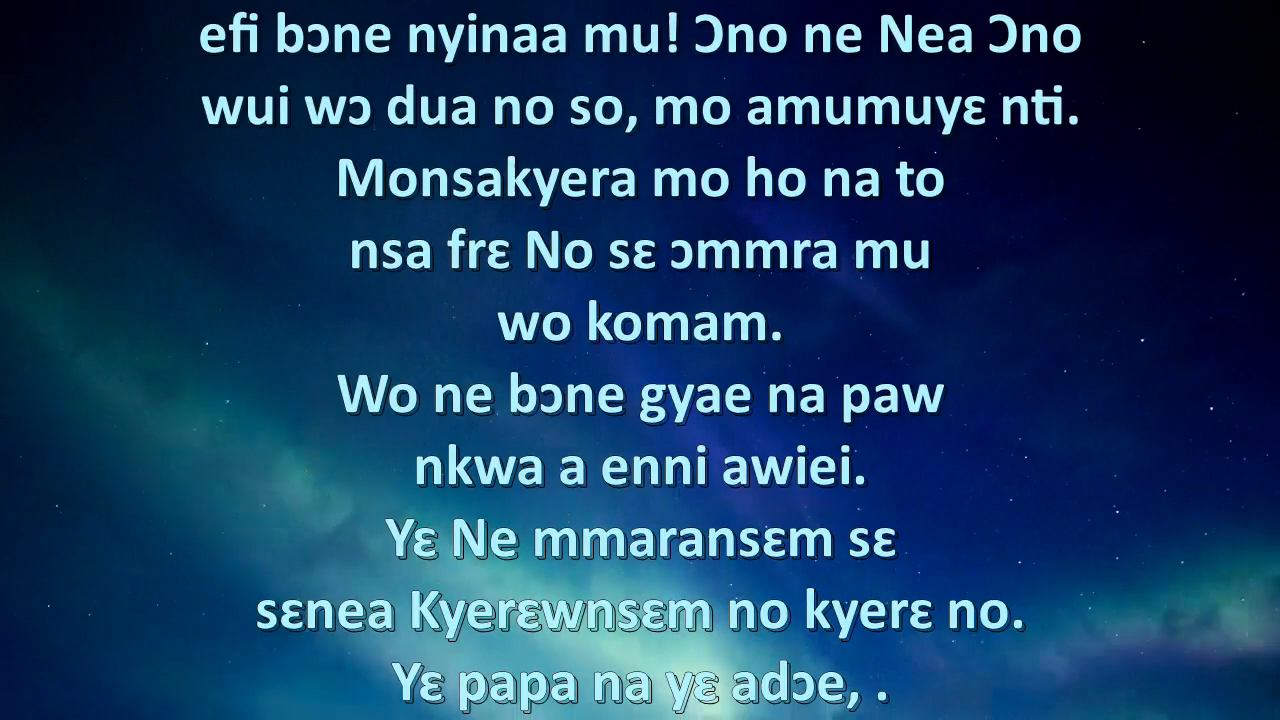 efi bɔne nyinaa mu! Ɔno ne Nea Ɔno
wui wɔ dua no so, mo amumuyɛ nti.
Monsakyera mo ho na to
nsa frɛ No sɛ ɔmmra mu
wo komam.
Wo ne bɔne gyae na paw
nkwa a enni awiei.
Yɛ Ne mmaransɛm sɛ
sɛnea Kyerɛwnsɛm no kyerɛ no.
Yɛ papa na yɛ adɔe, .